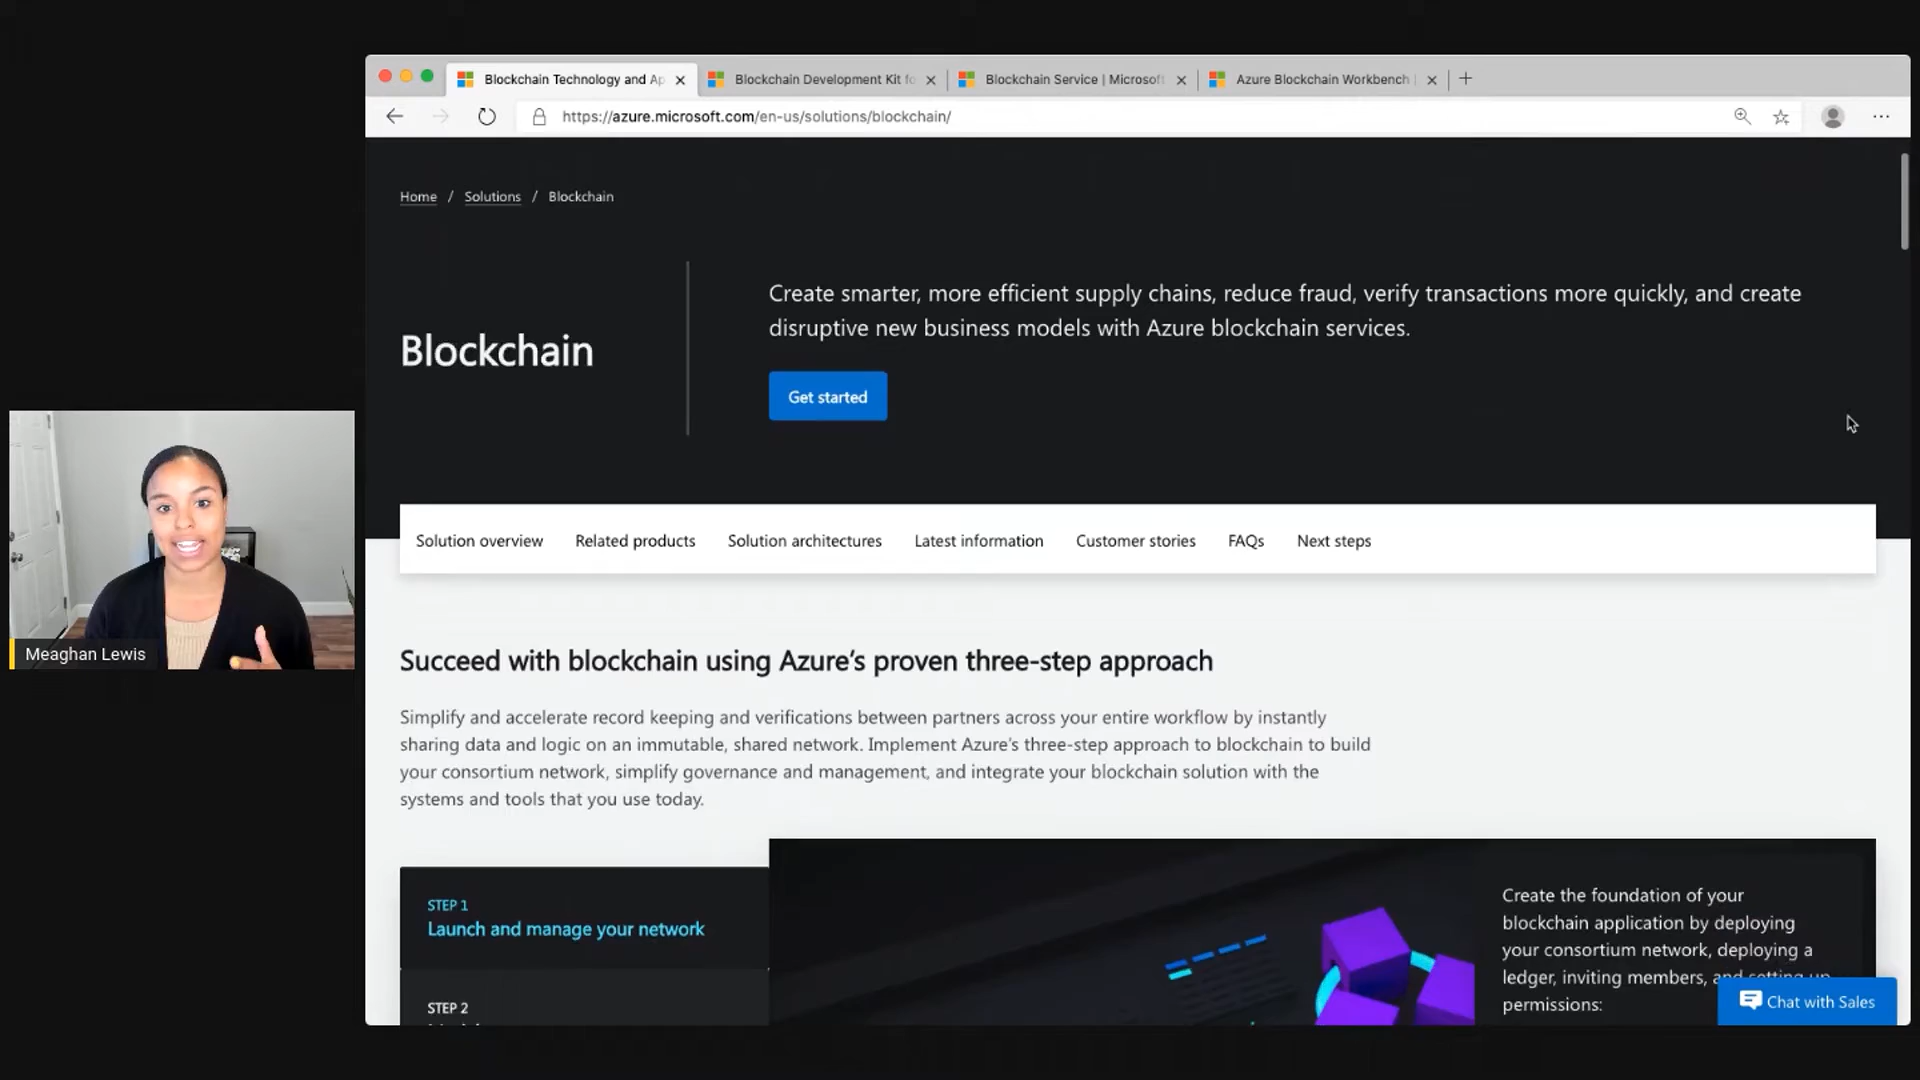 Blockchain Technology and Ap
Blockchain Development Kit fo
Blockchain Service | Microsoft
Azure Blockchain Workbench |
https://azure.microsoft.com/en-us/solutions/blockchain/
Home / Solutions / Blockchain
Blockchain
Create smarter, more efficient supply chains, reduce fraud, verify transactions more quickly, and create
disruptive new business models with Azure blockchain services.
Get started
Solution overview
Related products
Solution architectures
Latest information
Customer stories
FAQs
Next steps
Meaghan Lewis
Succeed with blockchain using Azure's proven three-step approach
Simplify and accelerate record keeping and verifications between partners across your entire workflow by instantly
sharing data and logic on an immutable, shared network. Implement Azure's three-step approach to blockchain to build
your consortium network, simplify governance and management, and integrate your blockchain solution with the
systems and tools that you use today.
STEP 1
Launch and manage your network
STEP 2
Create the foundation of your
blockchain application by deploying
your consortium network, deploying a
ledger, inviting members, and setting up
permissions:
Chat with Sales